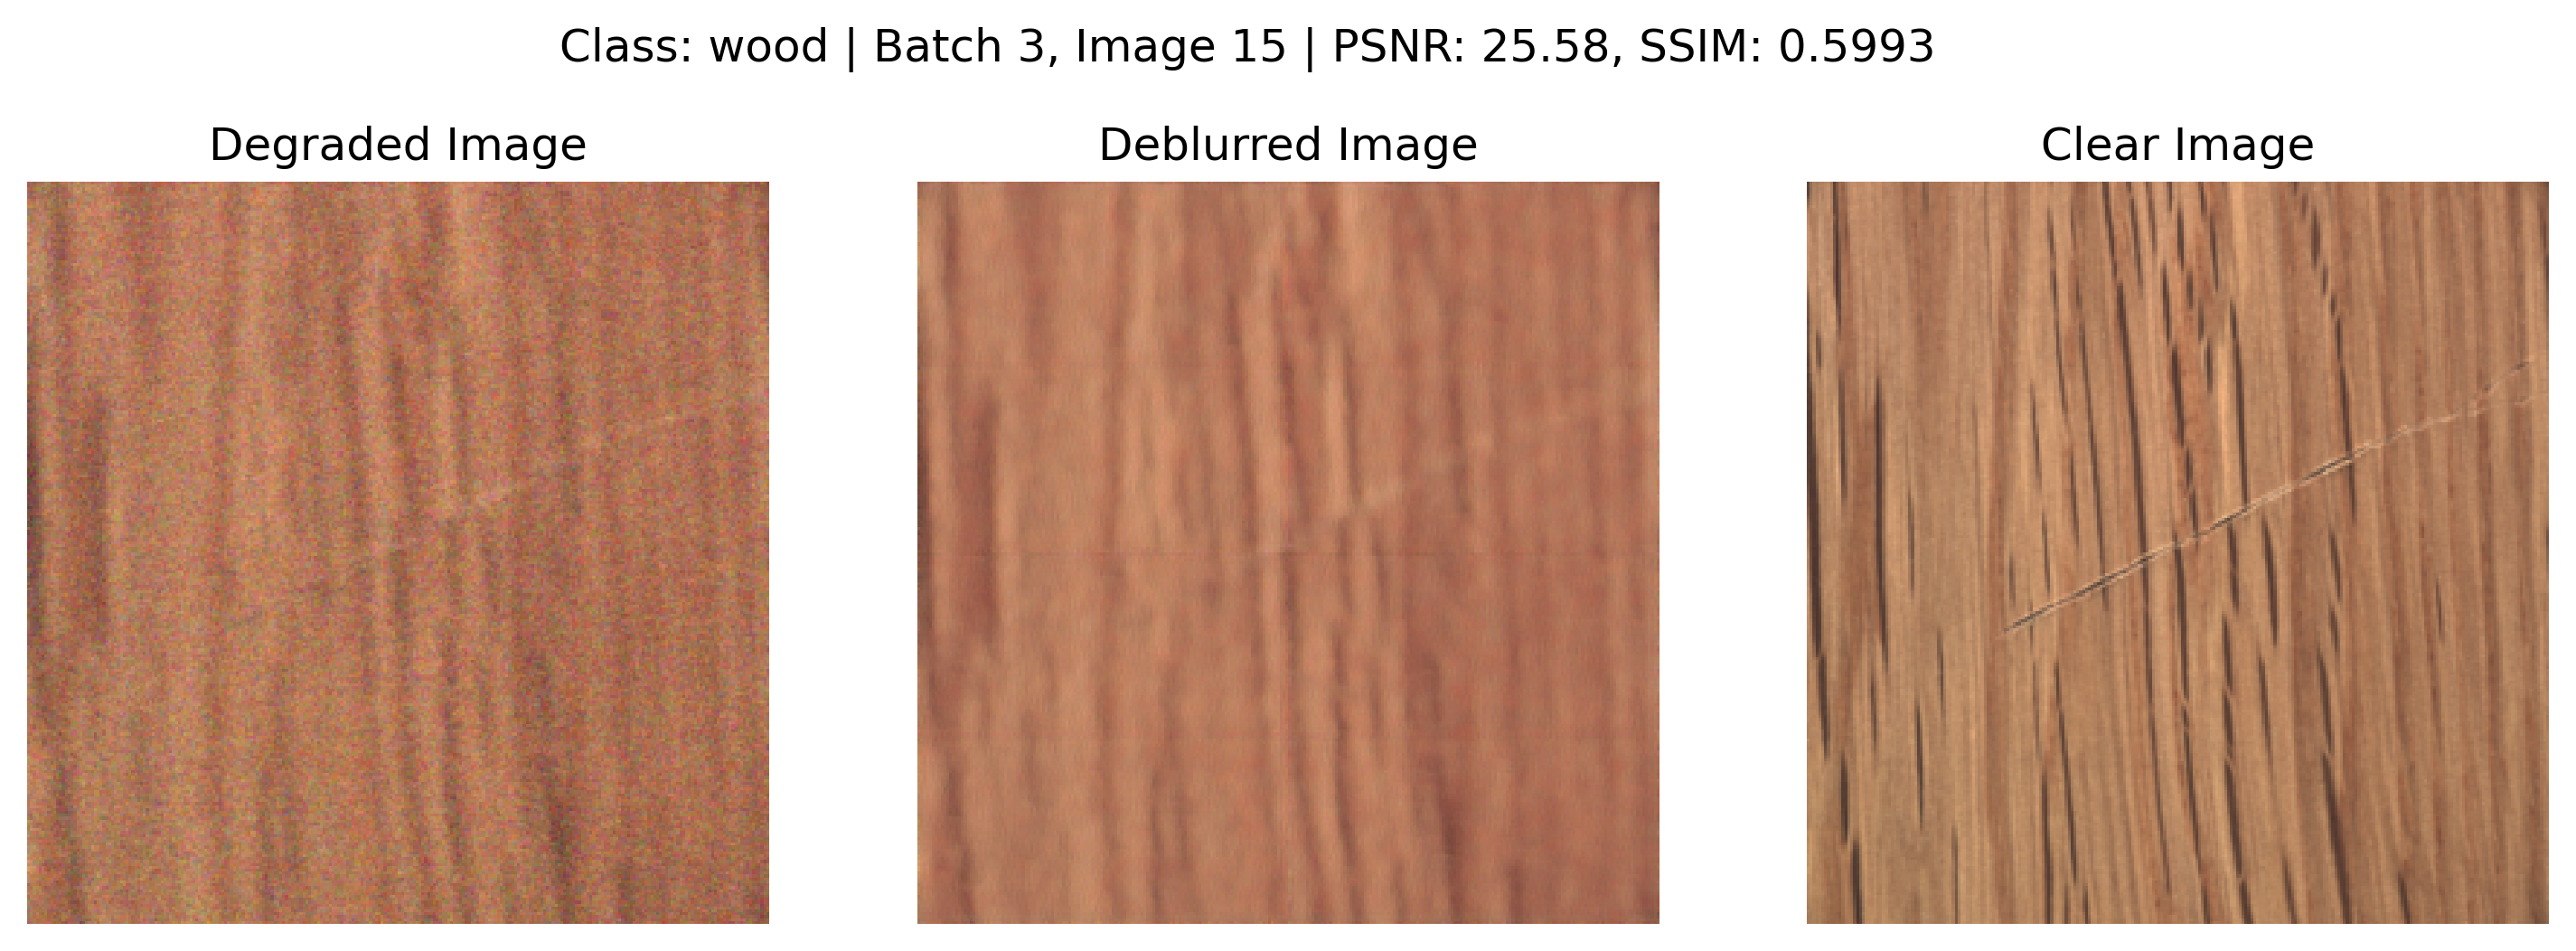 Class: wood | Batch 3, Image 15 | PSNR: 25.58, SSIM: 0.5993
Degraded Image
Deblurred Image
Clear Image